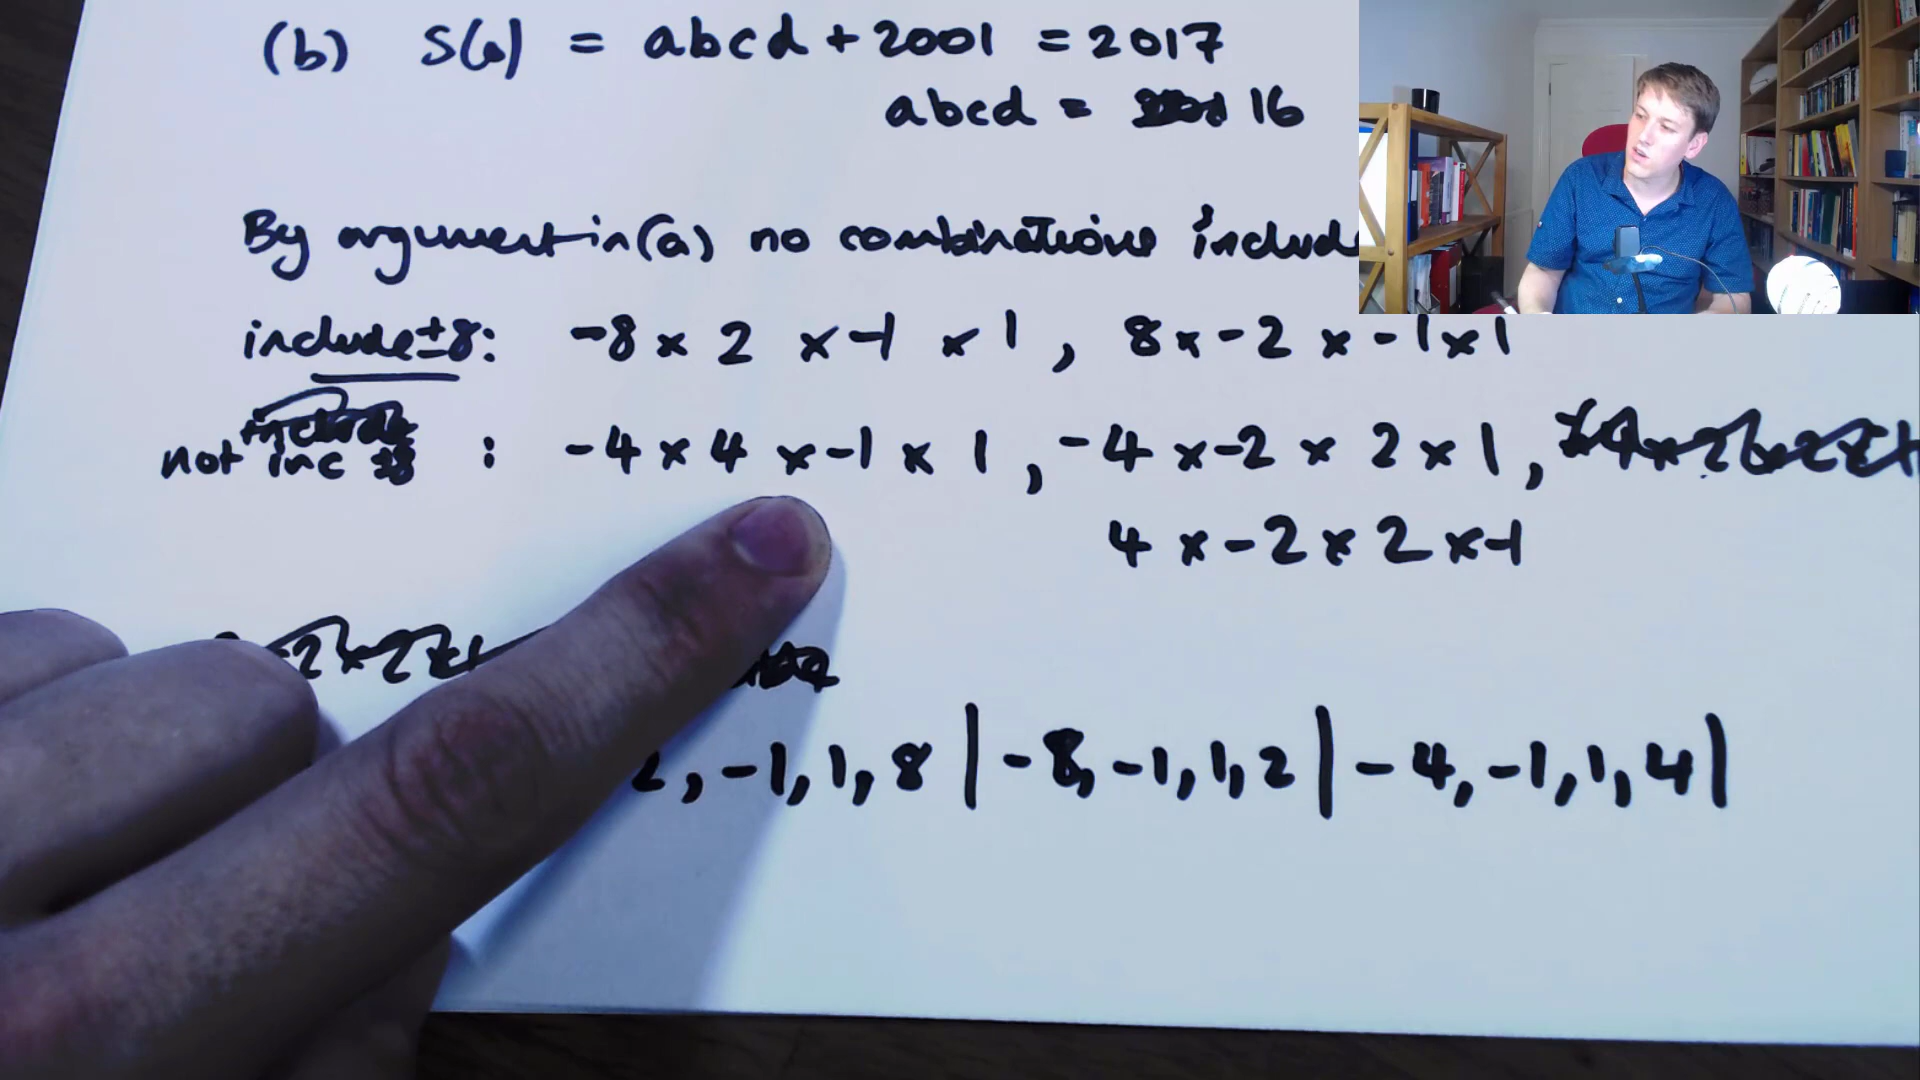 (b) S(0) = abcd + 2001 = 2017
abcd = 16
By argument in (a) no combinations include
include ±8: -8 × 2 × -1 × 1, 8 × -2 × -1 × 1
not inc ±8 : -4 × 4 × -1 × 1, -4 × -2 × 2 × 1,
4 × -2 × 2 × -1
2, -1, 1, 8 | -8, -1, 1, 2 | -4, -1, 1, 4 |